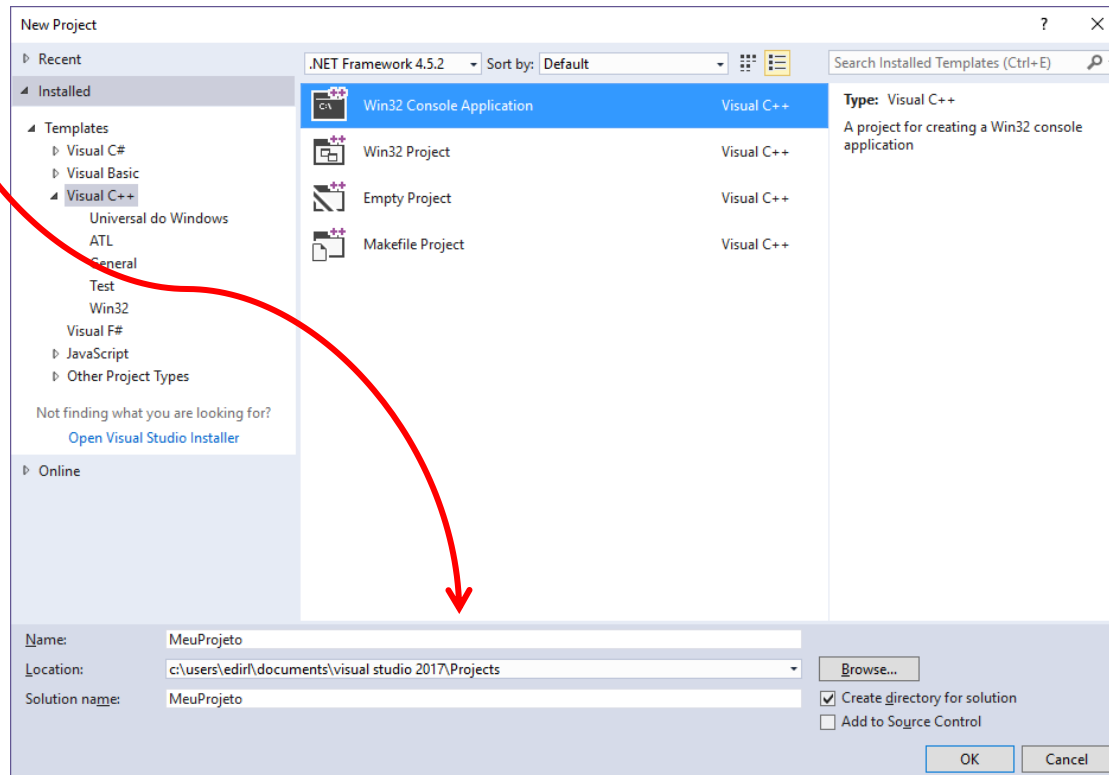 New Project
?
Recent
.NET Framework 4.5.2 Sort by: Default
Search Installed Templates (Ctrl+E)
Installed
Templates
Visual C#
Visual Basic
Visual C++
Universal do Windows
ATL
General
Test
Win32
Visual F#
JavaScript
Other Project Types
Not finding what you are looking for?
Open Visual Studio Installer
Online
Win32 Console Application Visual C++
Win32 Project Visual C++
Empty Project Visual C++
Makefile Project Visual C++
Type: Visual C++
A project for creating a Win32 console
application
Name: MeuProjeto
Location: c:\users\edirl\documents\visual studio 2017\Projects
Browse...
Solution name: MeuProjeto
Create directory for solution
Add to Source Control
OK Cancel